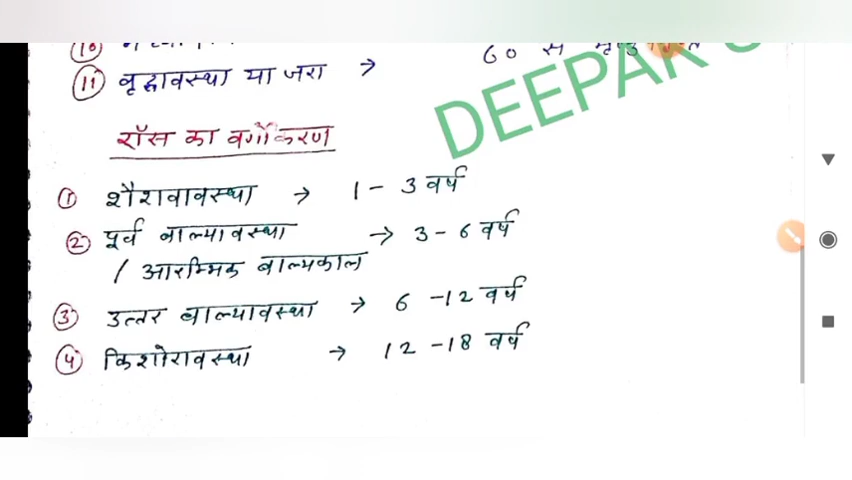 (11) वृद्धावस्था या जरा → 60 से
DEEPAK
रॉस का वर्गीकरण
① शैशवावस्था → 1 - 3 वर्ष
② पूर्व बाल्यावस्था → 3 - 6 वर्ष
/ आरम्भिक बाल्यकाल
③ उत्तर बाल्यावस्था → 6 - 12 वर्ष
④ किशोरावस्था → 12 - 18 वर्ष